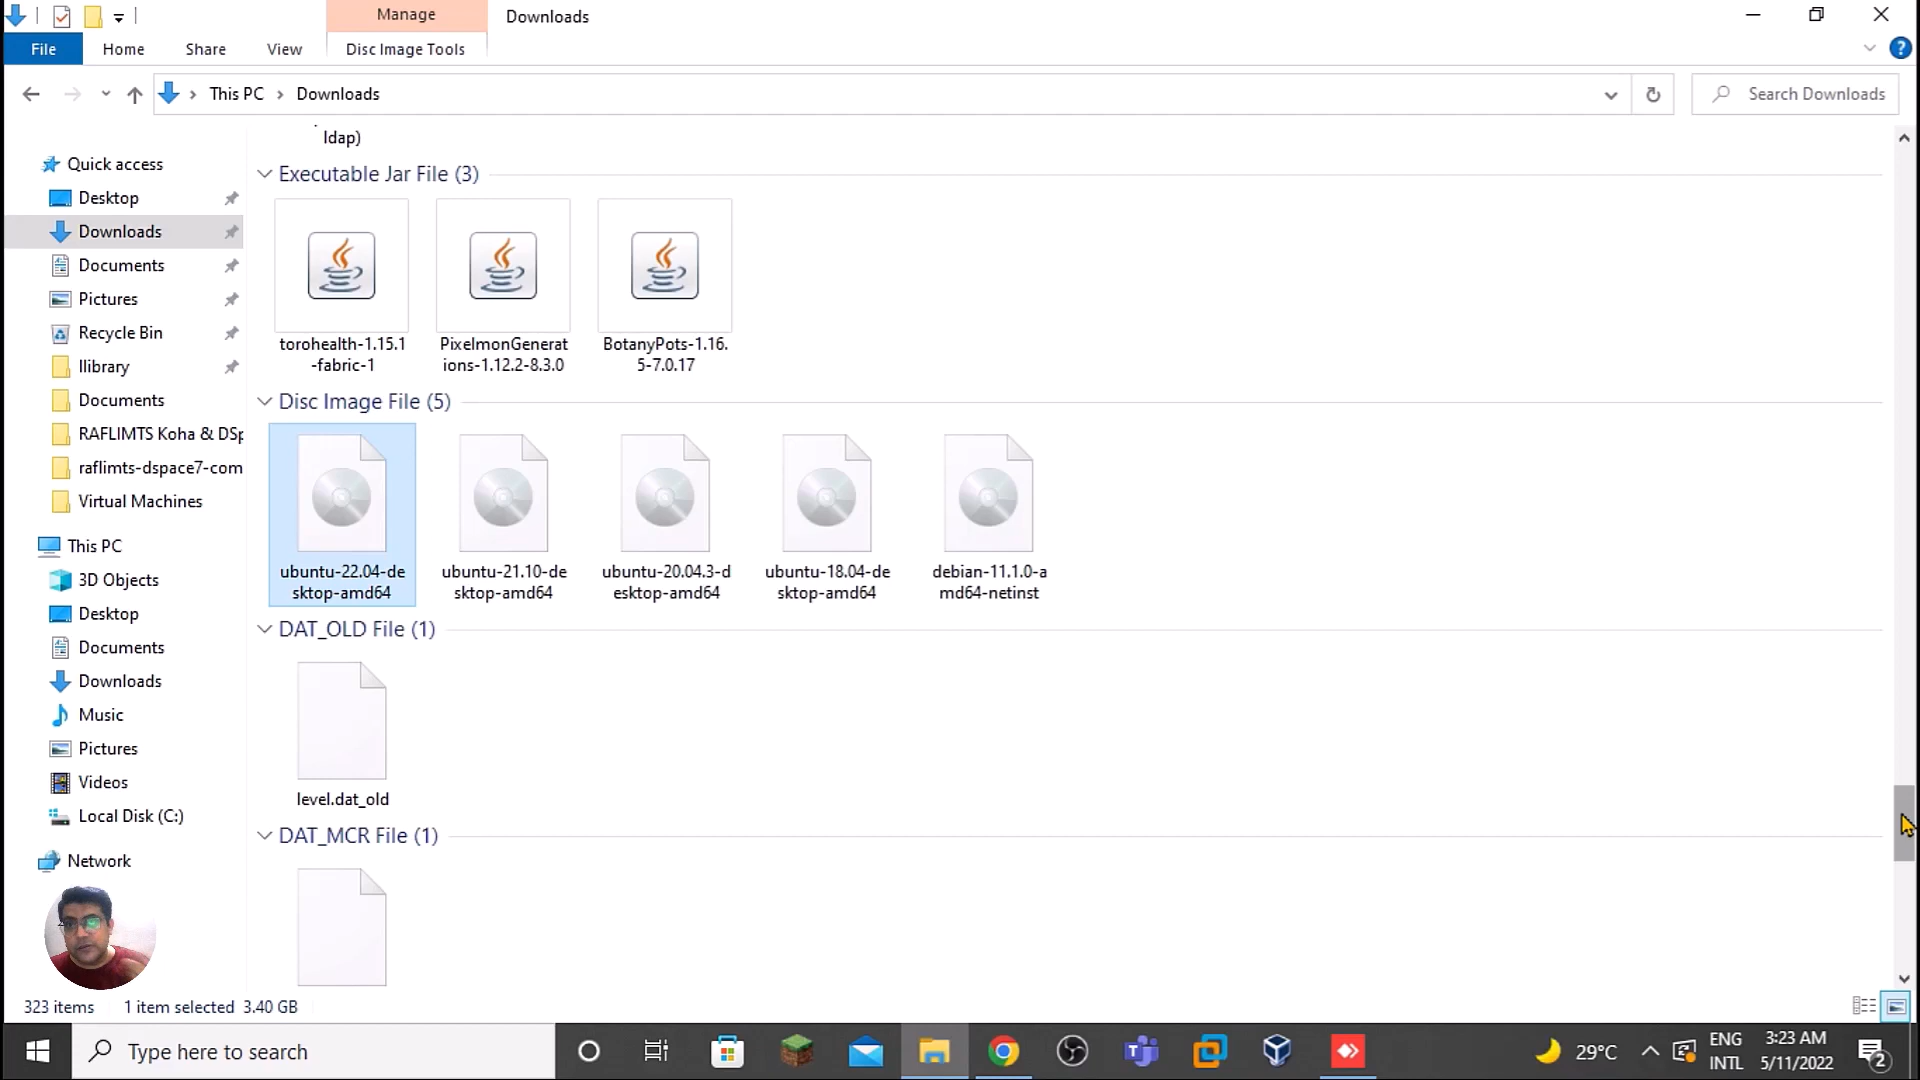 Manage
Downloads
File
Home
Share
View
Disc Image Tools
This PC
Downloads
Search Downloads
Quick access
Desktop
Downloads
Documents
Pictures
Recycle Bin
llibrary
Documents
RAFLIMTS Koha & DSp
raflimts-dspace7-com
Virtual Machines
This PC
3D Objects
Desktop
Documents
Downloads
Music
Pictures
Videos
Local Disk (C:)
Network
ldap)
Executable Jar File (3)
torohealth-1.15.1
-fabric-1
PixelmonGenerat
ions-1.12.2-8.3.0
BotanyPots-1.16.
5-7.0.17
Disc Image File (5)
ubuntu-22.04-de
sktop-amd64
ubuntu-21.10-de
sktop-amd64
ubuntu-20.04.3-d
esktop-amd64
ubuntu-18.04-de
sktop-amd64
debian-11.1.0-a
md64-netinst
DAT_OLD File (1)
level.dat_old
DAT_MCR File (1)
323 items
1 item selected 3.40 GB
Type here to search
29°C
ENG
INTL
3:23 AM
5/11/2022
2